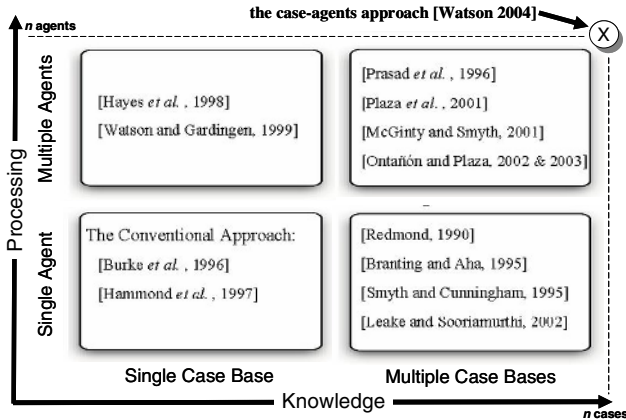 the case-agents approach [Watson 2004]
X
n agents
Processing
Multiple Agents
[Hayes et al. , 1998]
[Watson and Gardingen, 1999]
[Prasad et al. , 1996]
[Plaza et al. , 2001]
[McGinty and Smyth, 2001]
[Ontañón and Plaza, 2002 & 2003]
Single Agent
The Conventional Approach:
[Burke et al. , 1996]
[Hammond et al. , 1997]
[Redmond, 1990]
[Branting and Aha, 1995]
[Smyth and Cunningham, 1995]
[Leake and Sooriamurthi, 2002]
Single Case Base
Multiple Case Bases
Knowledge
n cases